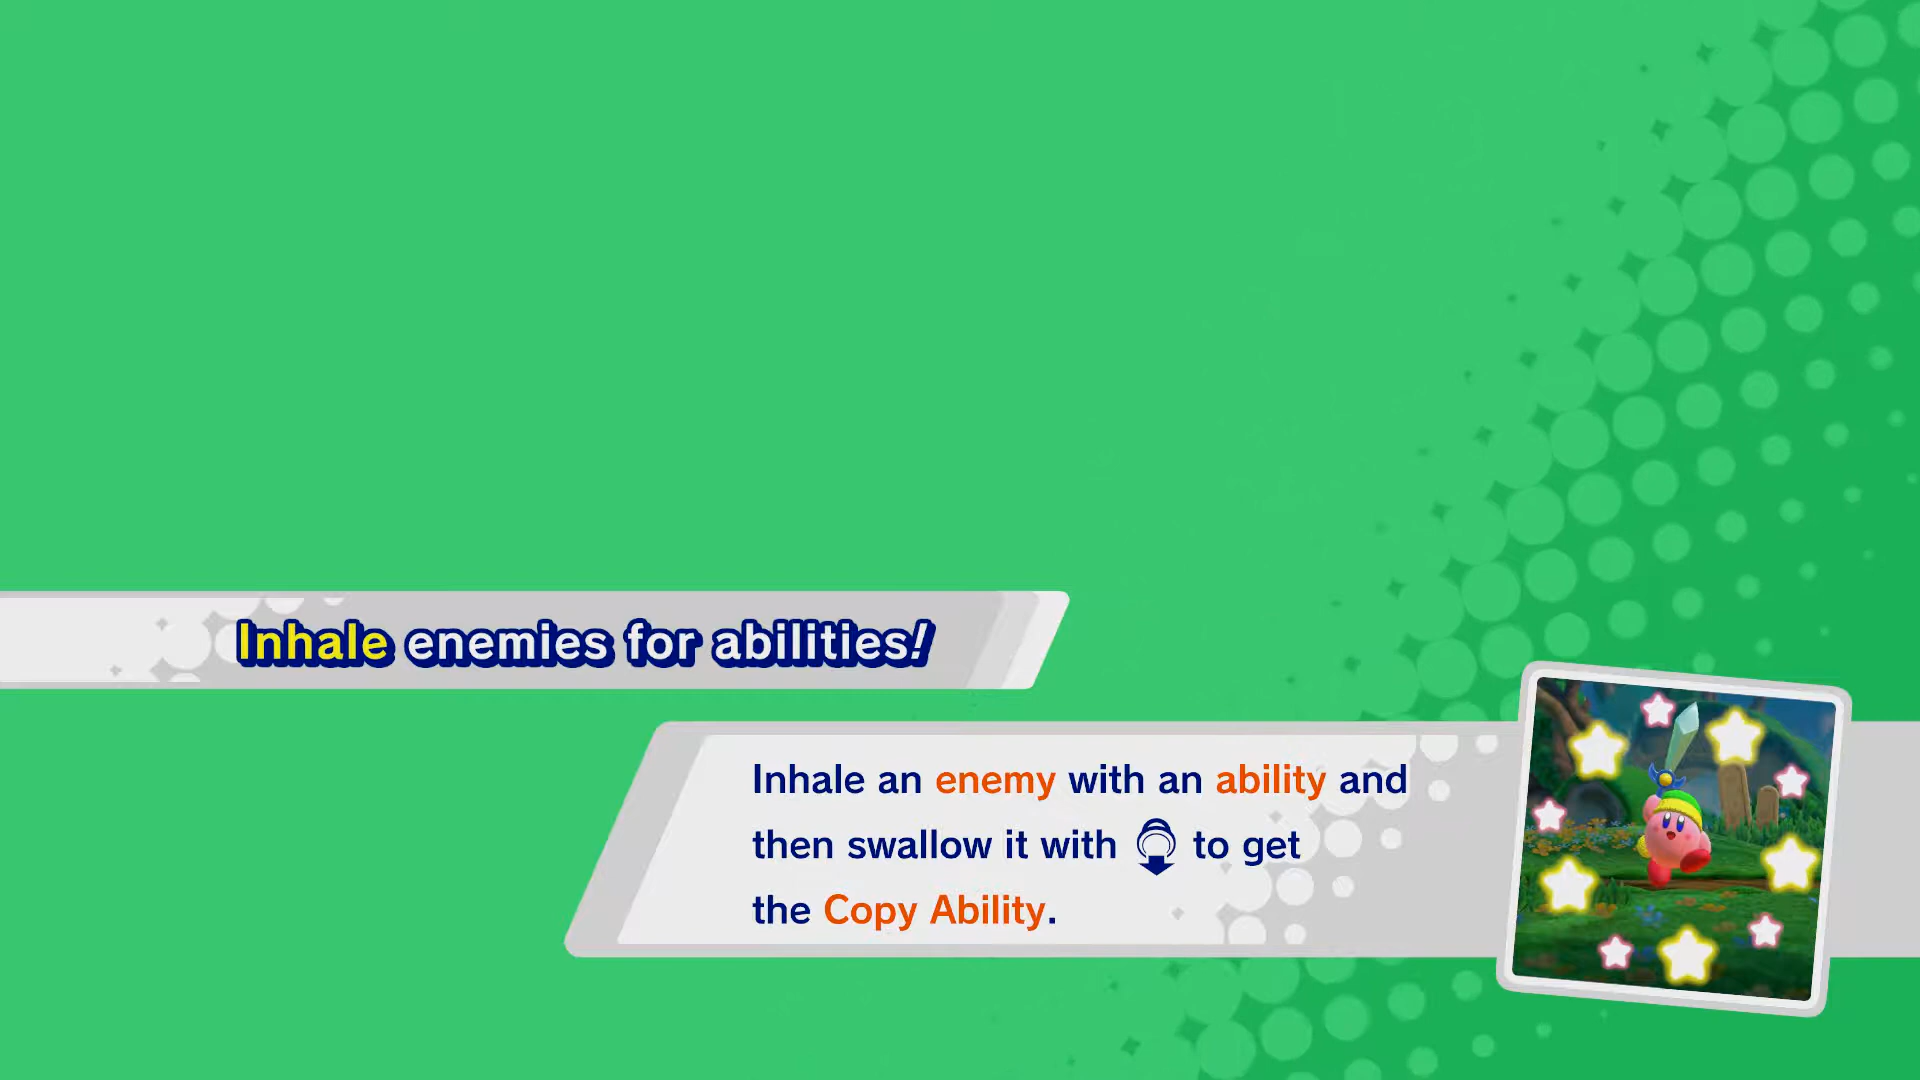 Inhale enemies for abilities!
Inhale an enemy with an ability and
then swallow it with to get
the Copy Ability.